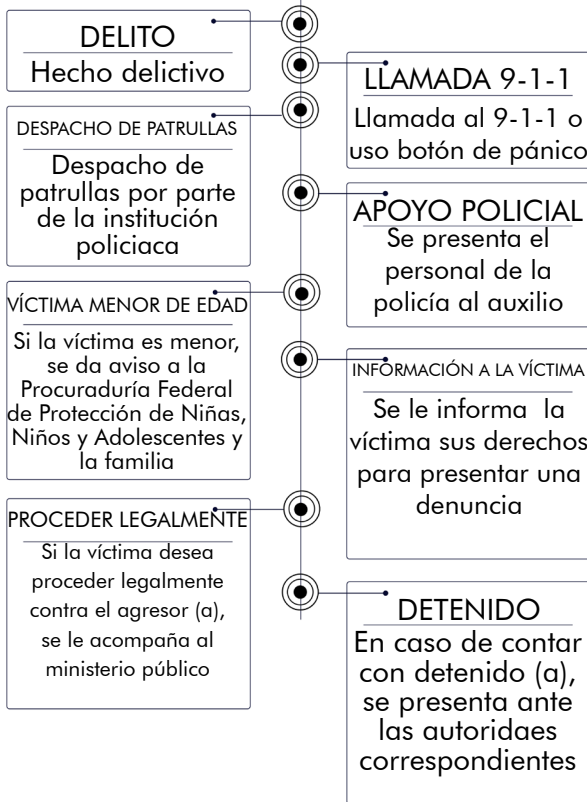 DELITO
Hecho delictivo
LLAMADA 9-1-1
Llamada al 9-1-1 o
uso botón de pánico
DESPACHO DE PATRULLAS
Despacho de
patrullas por parte
de la institución
policiaca
APOYO POLICIAL
Se presenta el
personal de la
policía al auxilio
VÍCTIMA MENOR DE EDAD
Si la víctima es menor,
se da aviso a la
Procuraduría Federal
de Protección de Niñas,
Niños y Adolescentes y
la familia
INFORMACIÓN A LA VÍCTIMA
Se le informa la
víctima sus derechos
para presentar una
denuncia
PROCEDER LEGALMENTE
Si la víctima desea
proceder legalmente
contra el agresor (a),
se le acompaña al
ministerio público
DETENIDO
En caso de contar
con detenido (a),
se presenta ante
las autoridaes
correspondientes